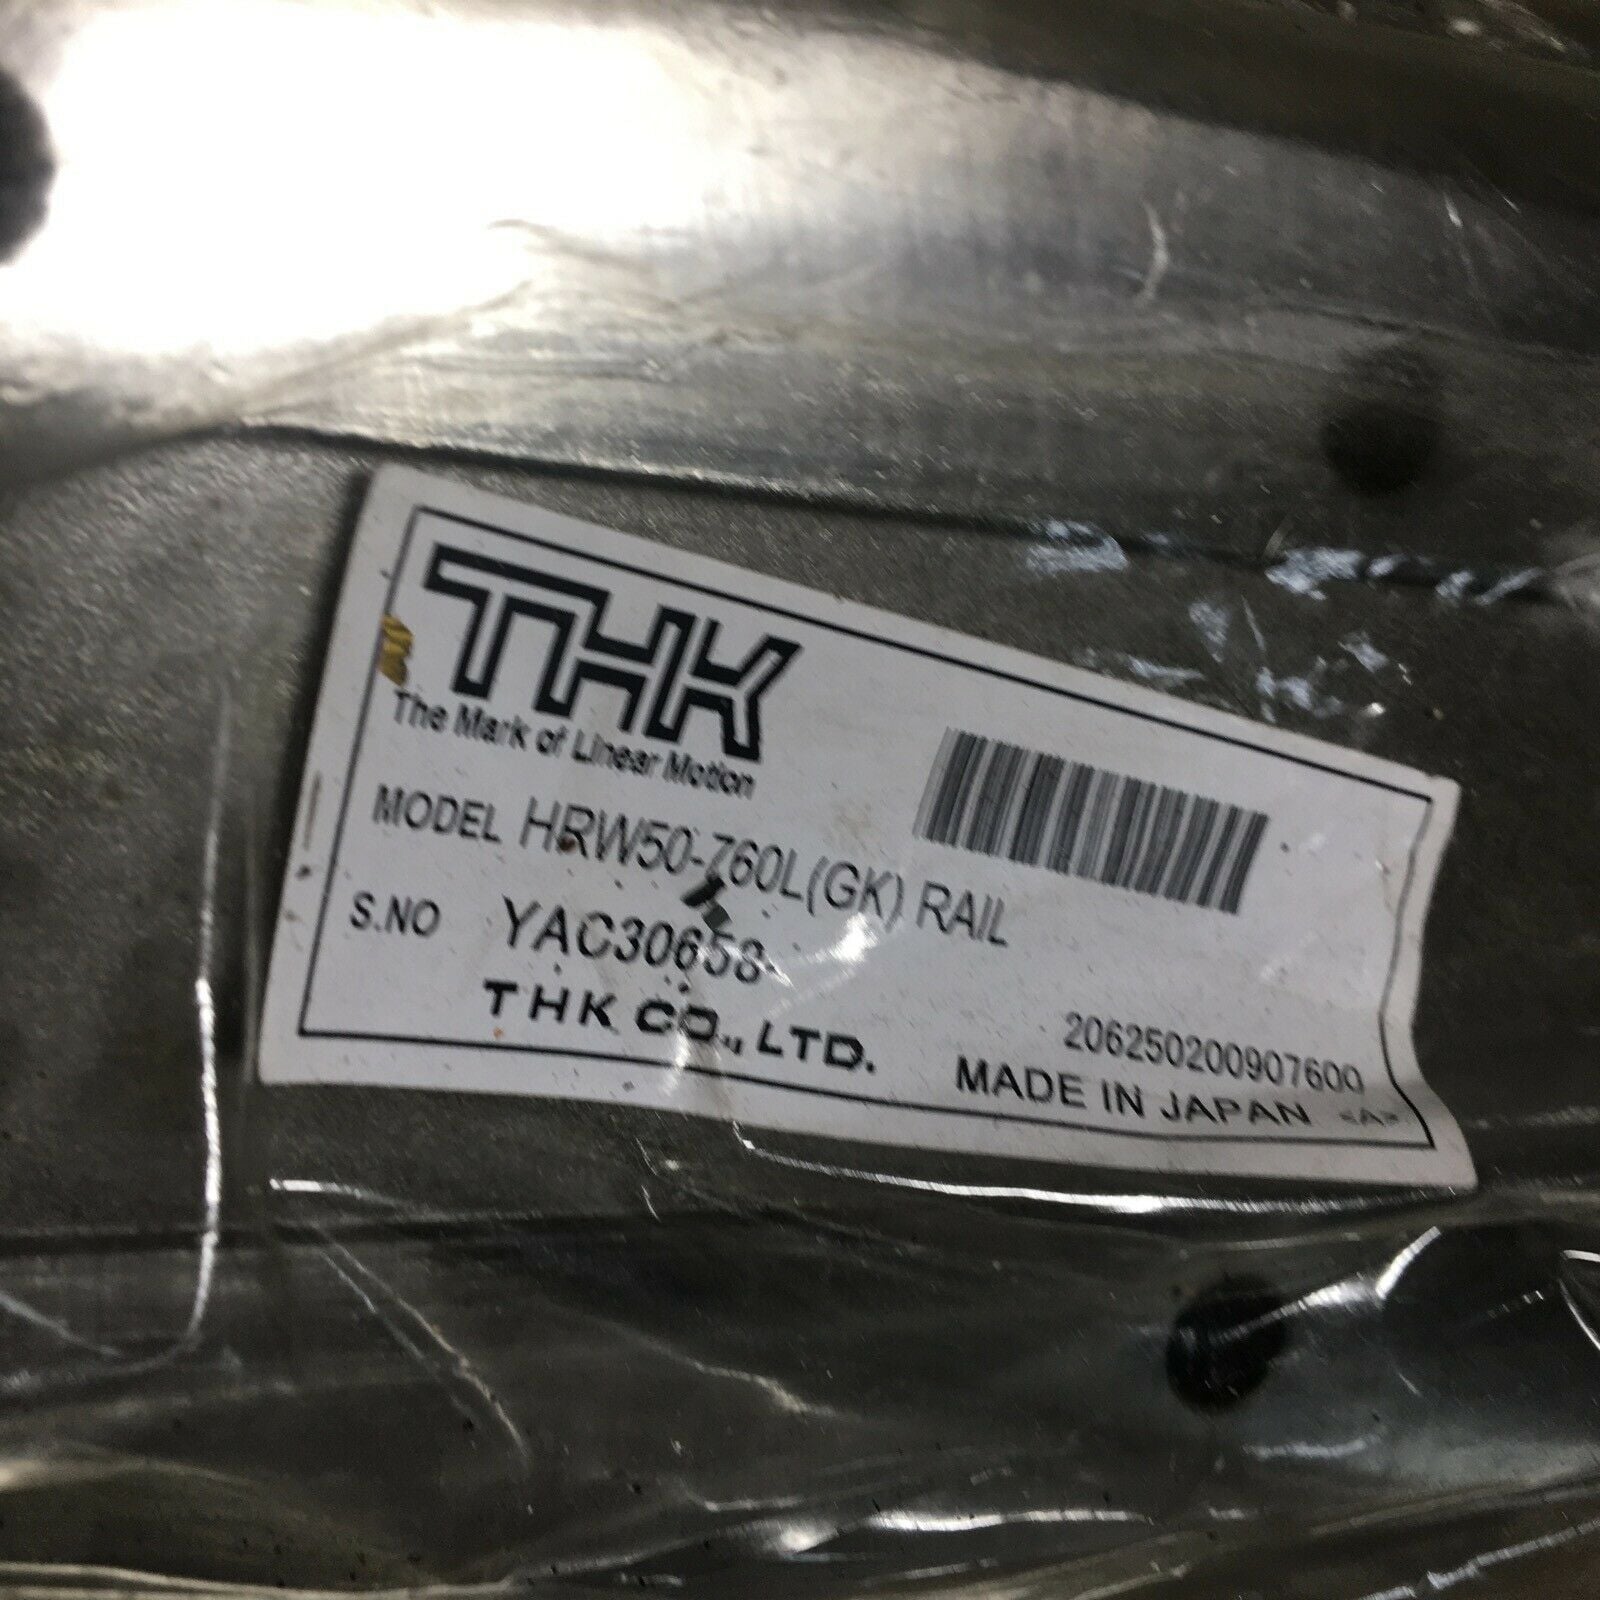 THK
The Mark of Linear Motion
MODEL HRW50-760L(GK) RAIL
S.NO YAC30658-
THK CO., LTD.
206250200907600
MADE IN JAPAN <A>